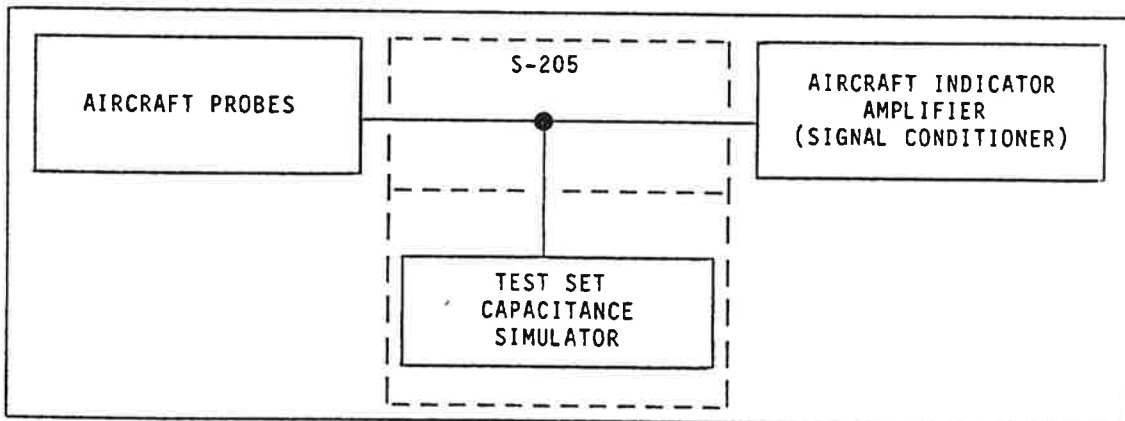 S-205
AIRCRAFT PROBES
AIRCRAFT INDICATOR
AMPLIFIER
(SIGNAL CONDITIONER)
TEST SET
CAPACITANCE
SIMULATOR